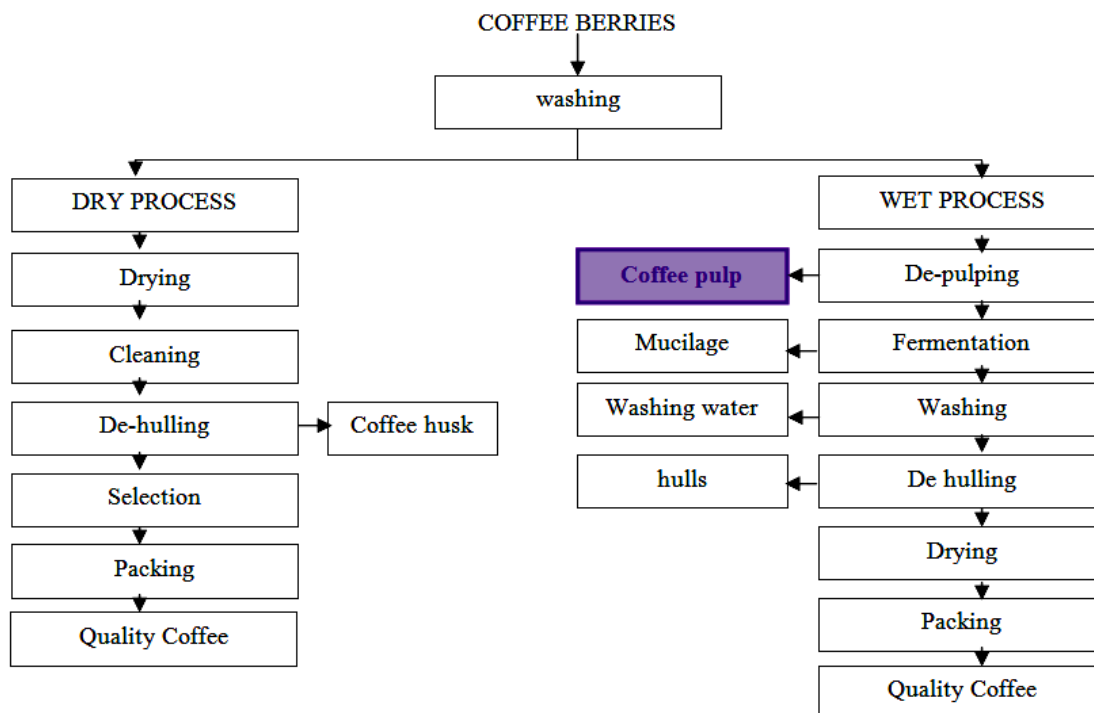 COFFEE BERRIES
washing
DRY PROCESS
Drying
Cleaning
De-hulling
Coffee husk
Selection
Packing
Quality Coffee
WET PROCESS
De-pulping
Coffee pulp
Fermentation
Mucilage
Washing
Washing water
De hulling
hulls
Drying
Packing
Quality Coffee